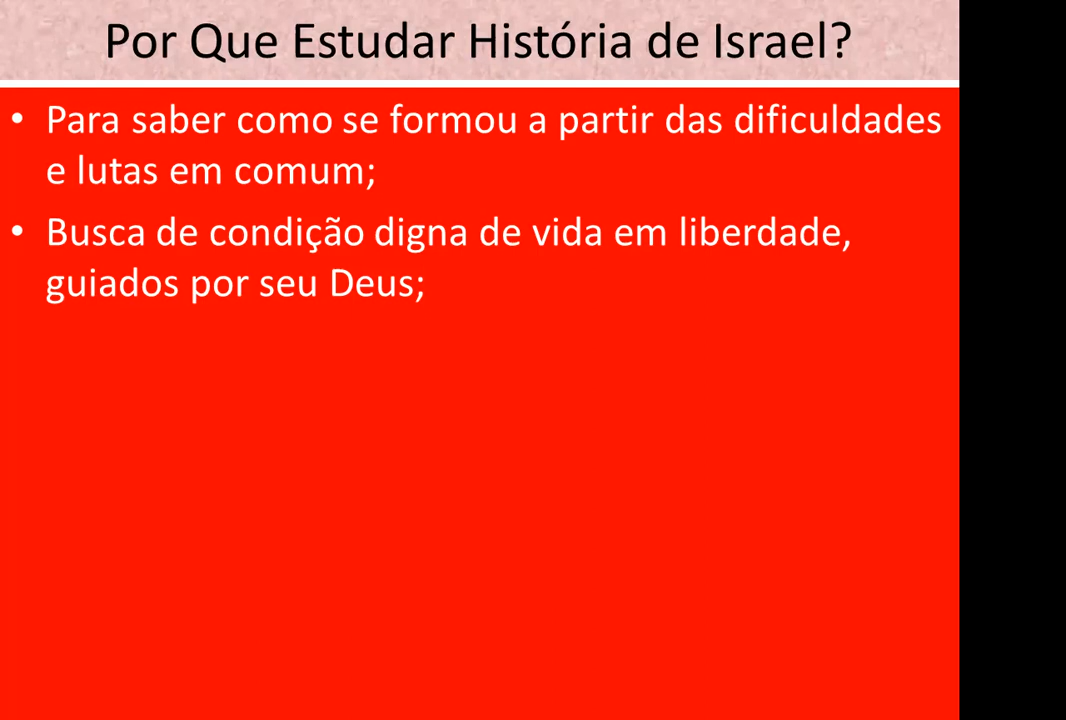 Por Que Estudar História de Israel?
• Para saber como se formou a partir das dificuldades
e lutas em comum;
• Busca de condição digna de vida em liberdade,
guiados por seu Deus;